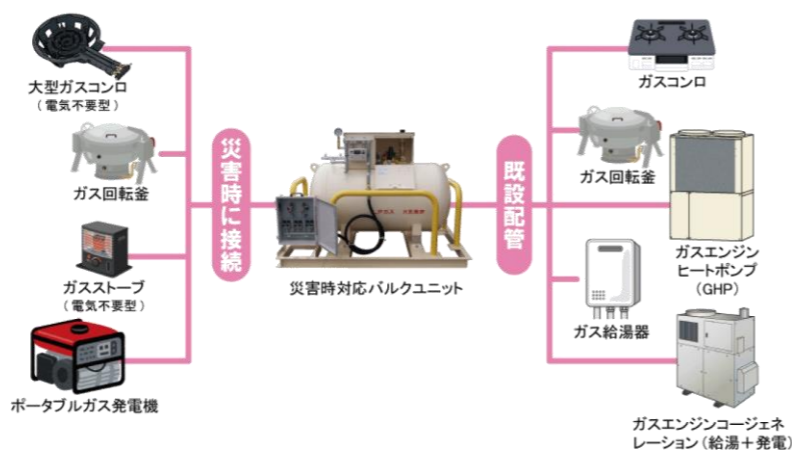 大型ガスコンロ
(電気不要型)
ガス回転釜
ガスストーブ
(電気不要型)
ポータブルガス発電機
災害時に接続
災害時対応バルクユニット
既設配管
ガスコンロ
ガス回転釜
ガスエンジン
ヒートポンプ
(GHP)
ガス給湯器
ガスエンジンコージェネ
レーション(給湯+発電)